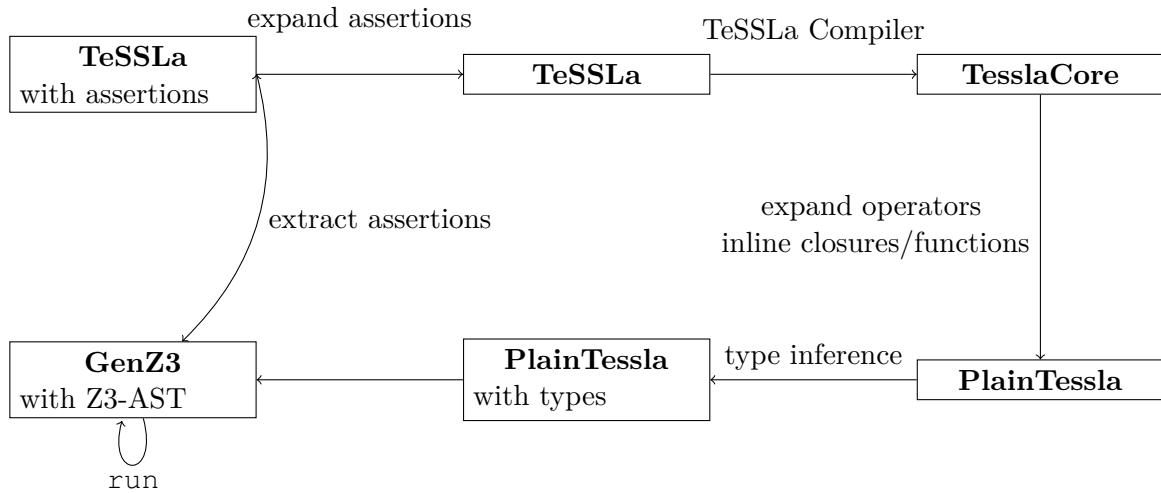 expand assertions
TeSSLa Compiler
TeSSLa
with assertions
TeSSLa
TesslaCore
extract assertions
expand operators
inline closures/functions
GenZ3
with Z3-AST
PlainTessla
with types
type inference
PlainTessla
run